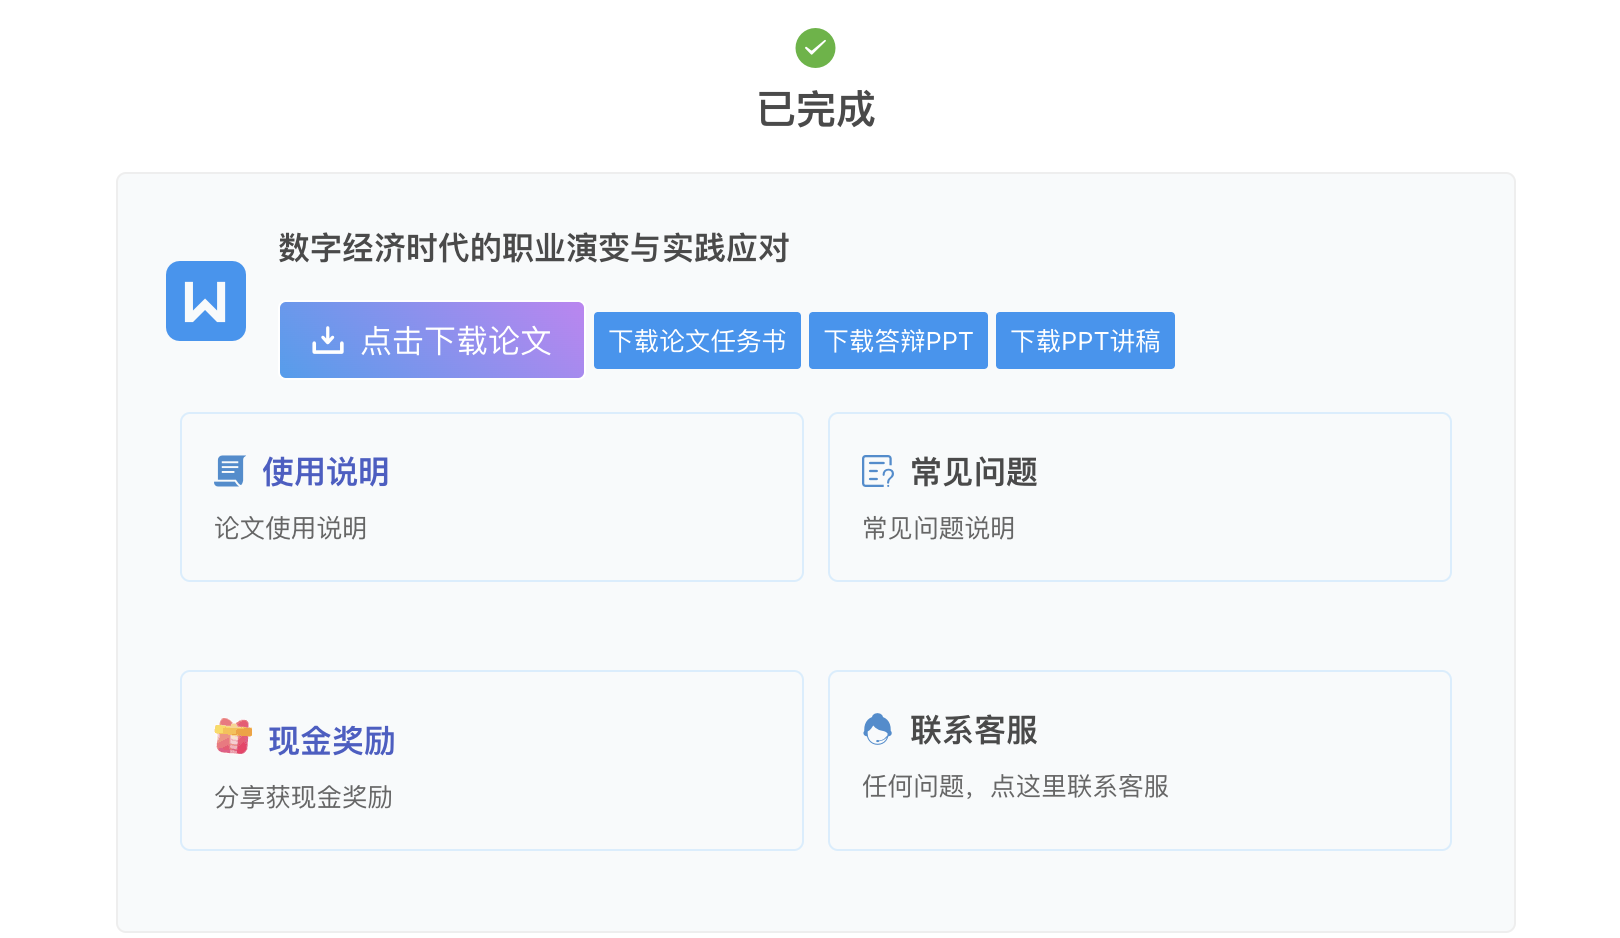 已完成
数字经济时代的职业演变与实践应对
W
点击下载论文 下载论文任务书 下载答辩PPT 下载PPT讲稿
使用说明
论文使用说明
常见问题
常见问题说明
现金奖励
分享获现金奖励
联系客服
任何问题，点这里联系客服